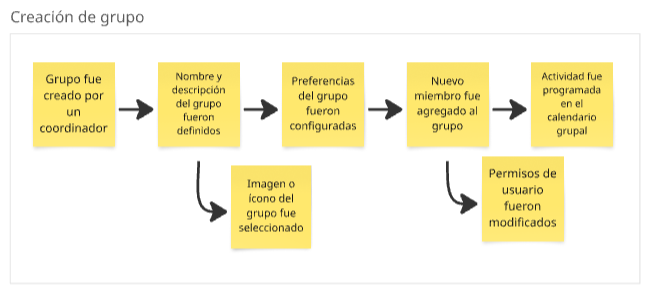 Creación de grupo
Grupo fue
creado por
un
coordinador
Nombre y
descripción
del grupo
fueron
definidos
Preferencias
del grupo
fueron
configuradas
Nuevo
miembro fue
agregado al
grupo
Actividad fue
programada
en el
calendario
grupal
Imagen o
ícono del
grupo fue
seleccionado
Permisos de
usuario
fueron
modificados